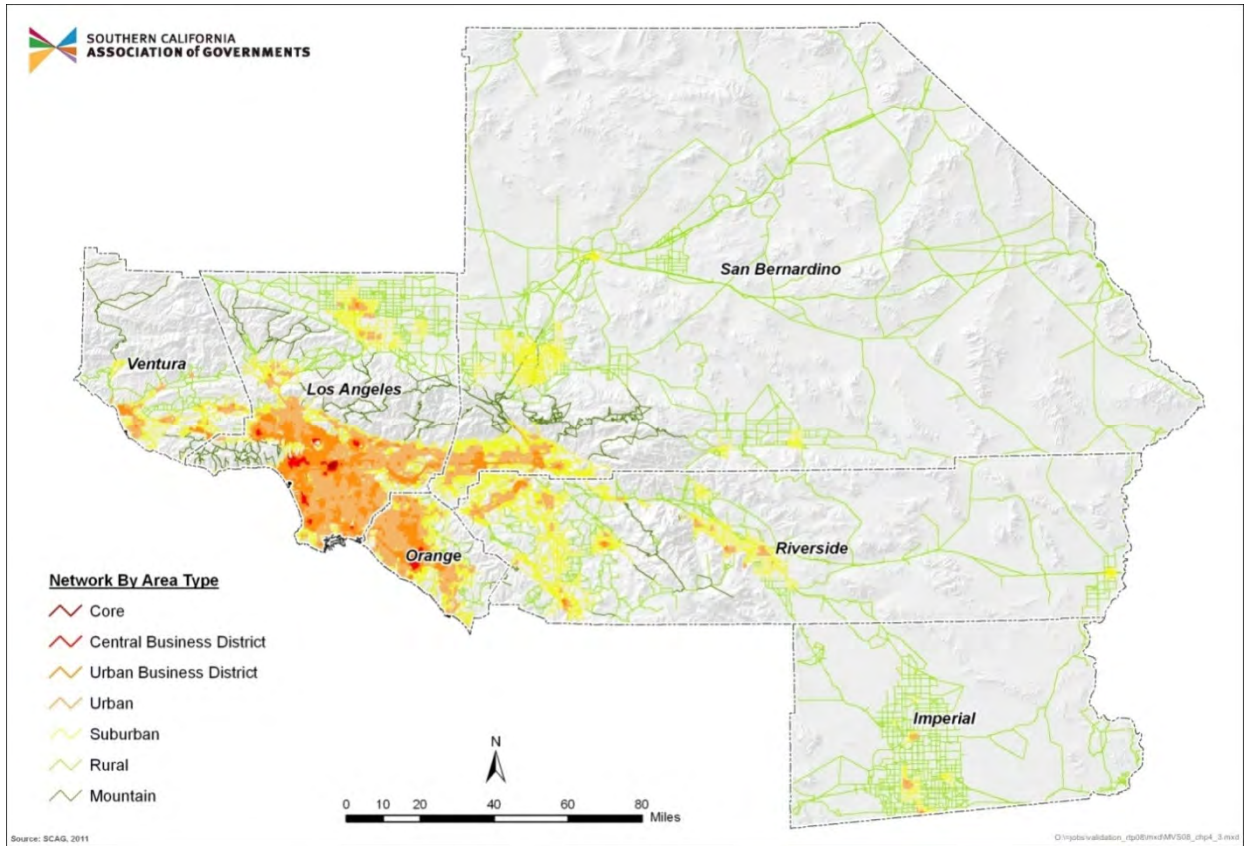 SOUTHERN CALIFORNIA
ASSOCIATION of GOVERNMENTS
San Bernardino
Ventura
Los Angeles
Orange
Riverside
Imperial
Network By Area Type
Core
Central Business District
Urban Business District
Urban
Suburban
Rural
Mountain
N
0 10 20 40 60 80
Miles
Source: SCAG, 2011